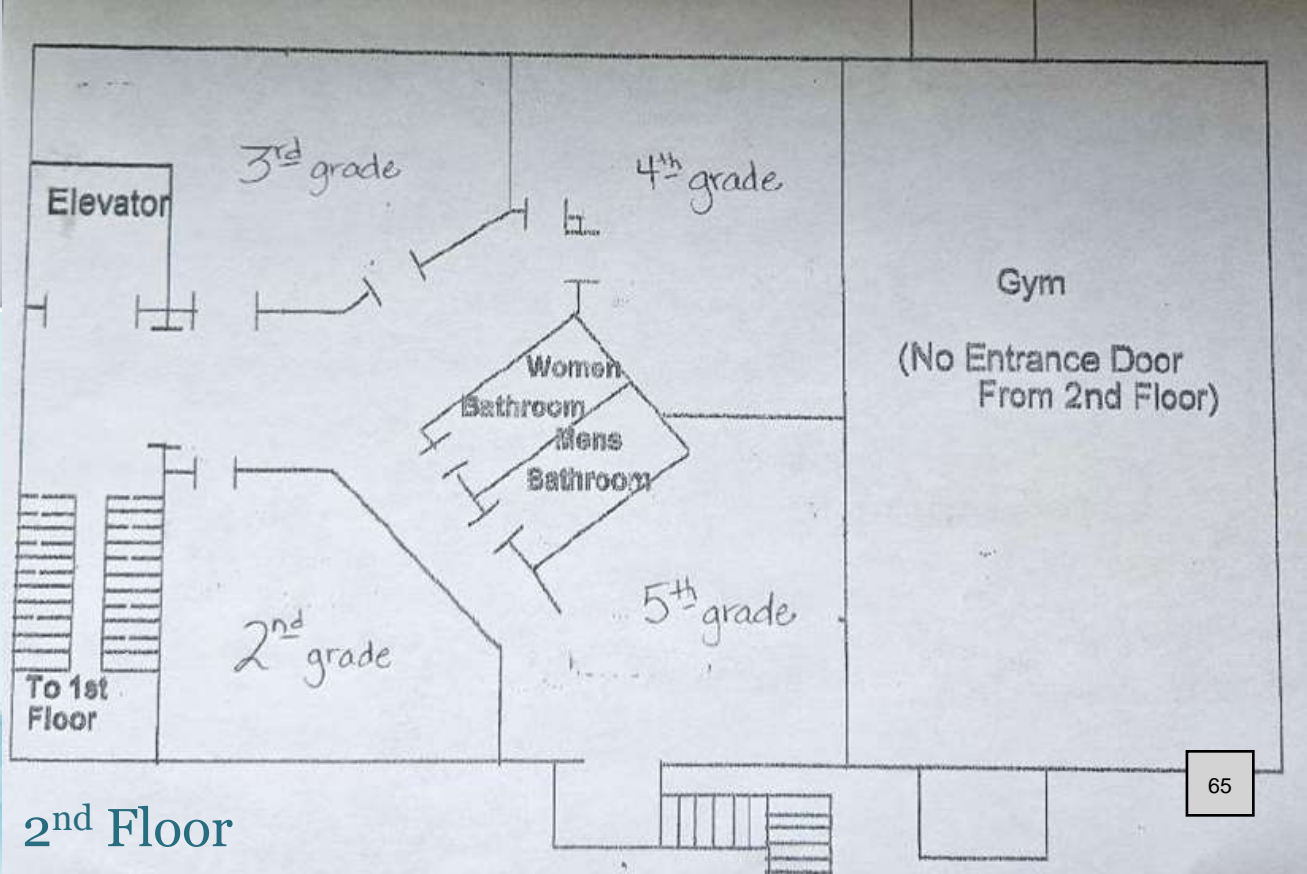 3rd grade
4th grade
Elevator
Gym
(No Entrance Door
From 2nd Floor)
Women
Bathroom
Mens
Bathroom
5th grade
2nd grade
To 1st
Floor
65
2nd Floor